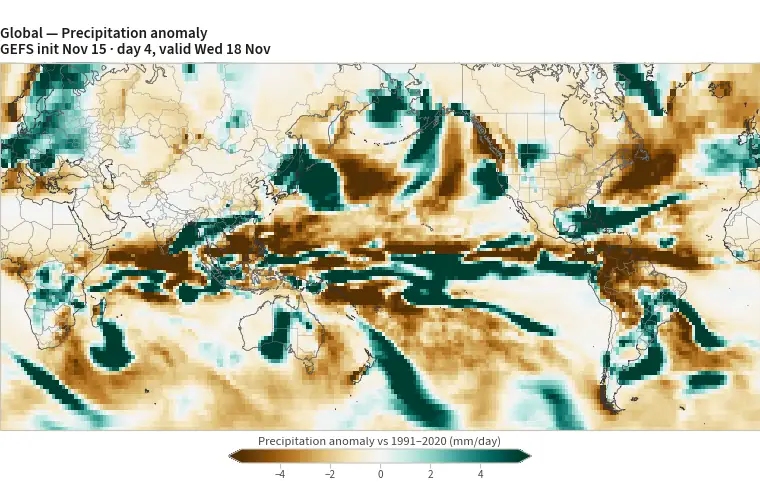 Global — Precipitation anomaly
GEFS init Nov 15 · day 4, valid Wed 18 Nov
Precipitation anomaly vs 1991–2020 (mm/day)
−4 −2 0 2 4